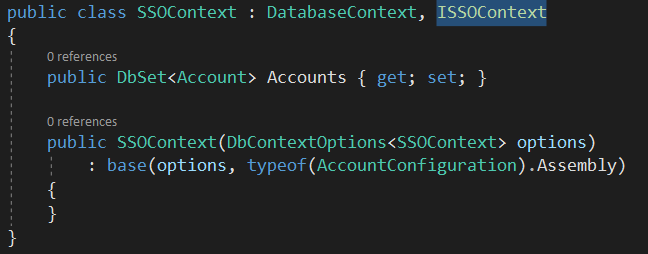 public class SSOContext : DatabaseContext, ISSOContext
{
0 references
public DbSet<Account> Accounts { get; set; }
0 references
public SSOContext(DbContextOptions<SSOContext> options)
: base(options, typeof(AccountConfiguration).Assembly)
{
}
}